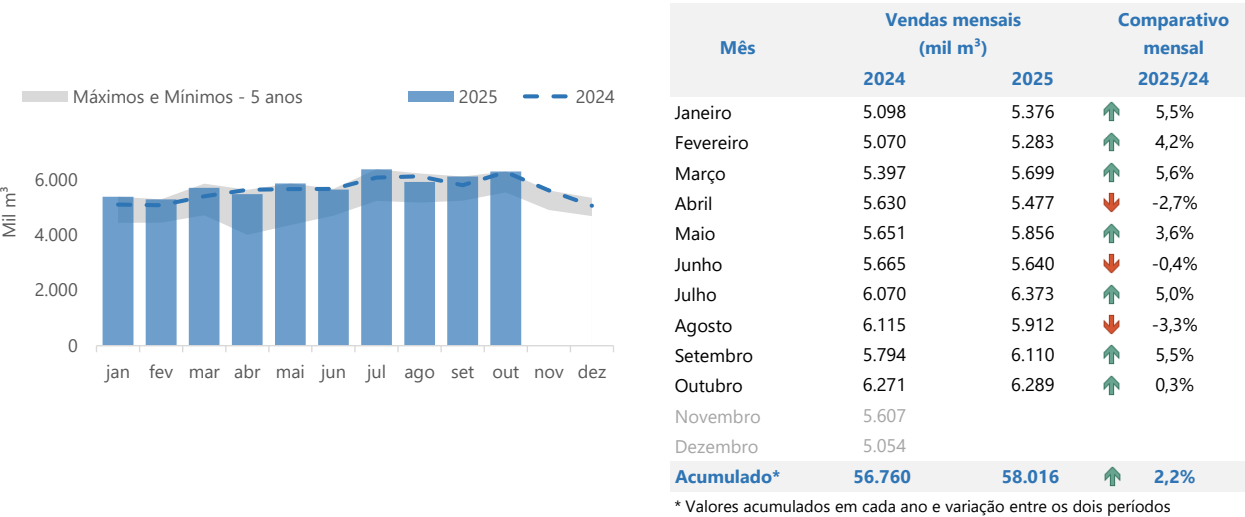 Máximos e Mínimos - 5 anos 2025 2024
Mil m³
6.000
4.000
2.000
0
jan fev mar abr mai jun jul ago set out nov dez
Mês Vendas mensais (mil m³) Comparativo mensal
2024 2025 2025/24
Janeiro 5.098 5.376 5,5%
Fevereiro 5.070 5.283 4,2%
Março 5.397 5.699 5,6%
Abril 5.630 5.477 -2,7%
Maio 5.651 5.856 3,6%
Junho 5.665 5.640 -0,4%
Julho 6.070 6.373 5,0%
Agosto 6.115 5.912 -3,3%
Setembro 5.794 6.110 5,5%
Outubro 6.271 6.289 0,3%
Novembro 5.607
Dezembro 5.054
Acumulado* 56.760 58.016 2,2%
* Valores acumulados em cada ano e variação entre os dois períodos